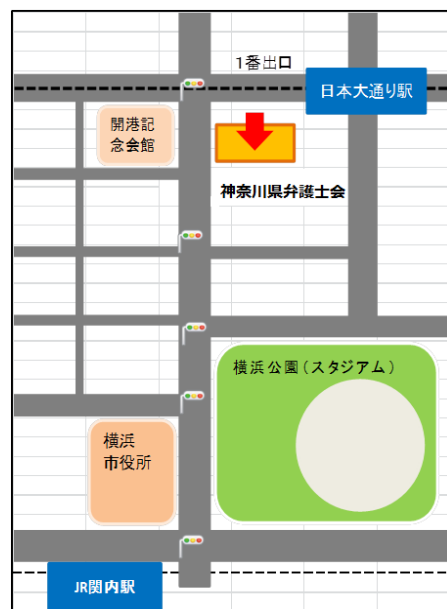 1番出口
日本大通り駅
開港記
念会館
神奈川県弁護士会
横浜公園(スタジアム)
横浜
市役所
JR関内駅